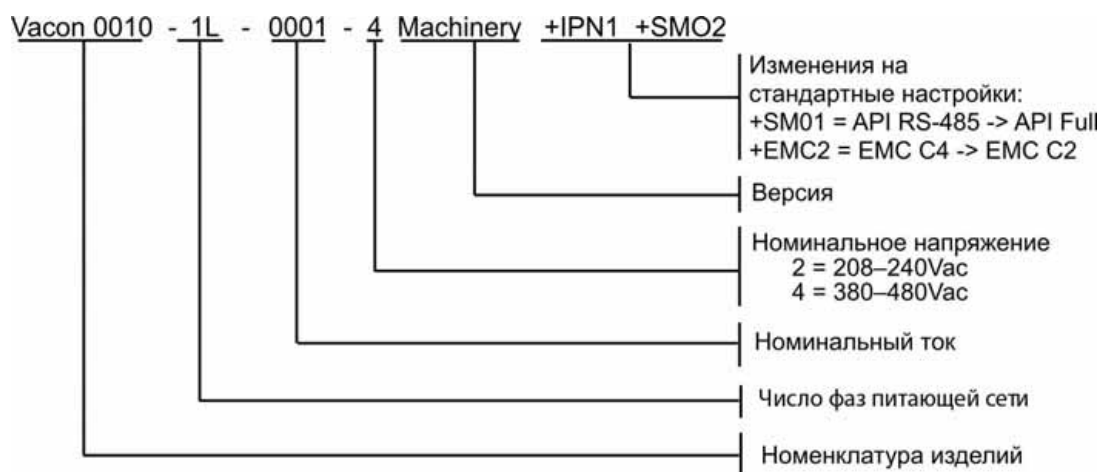 Vacon 0010 - 1L - 0001 - 4 Machinery +IPN1 +SMO2
Изменения на
стандартные настройки:
+SM01 = API RS-485 -> API Full
+EMC2 = EMC C4 -> EMC C2
Версия
Номинальное напряжение
2 = 208–240Vac
4 = 380–480Vac
Номинальный ток
Число фаз питающей сети
Номенклатура изделий